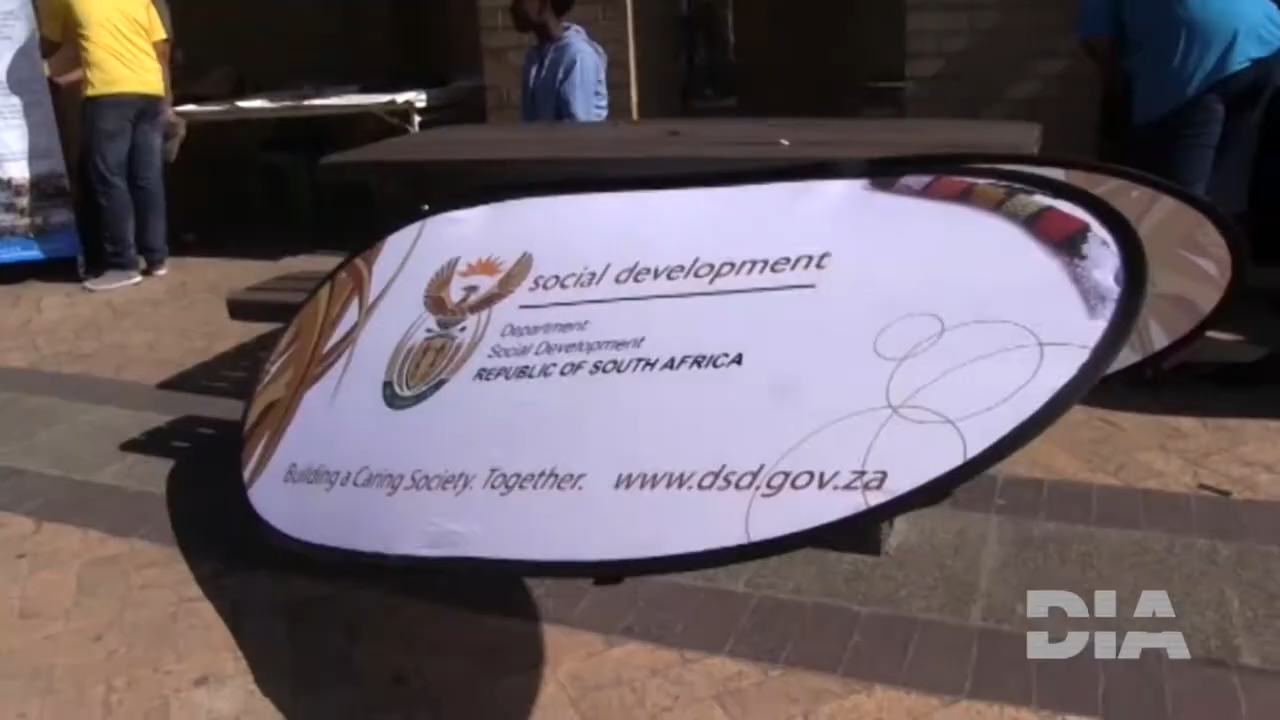 social development
Department:
Social Development
REPUBLIC OF SOUTH AFRICA
Building a Caring Society. Together. www.dsd.gov.za
DIA